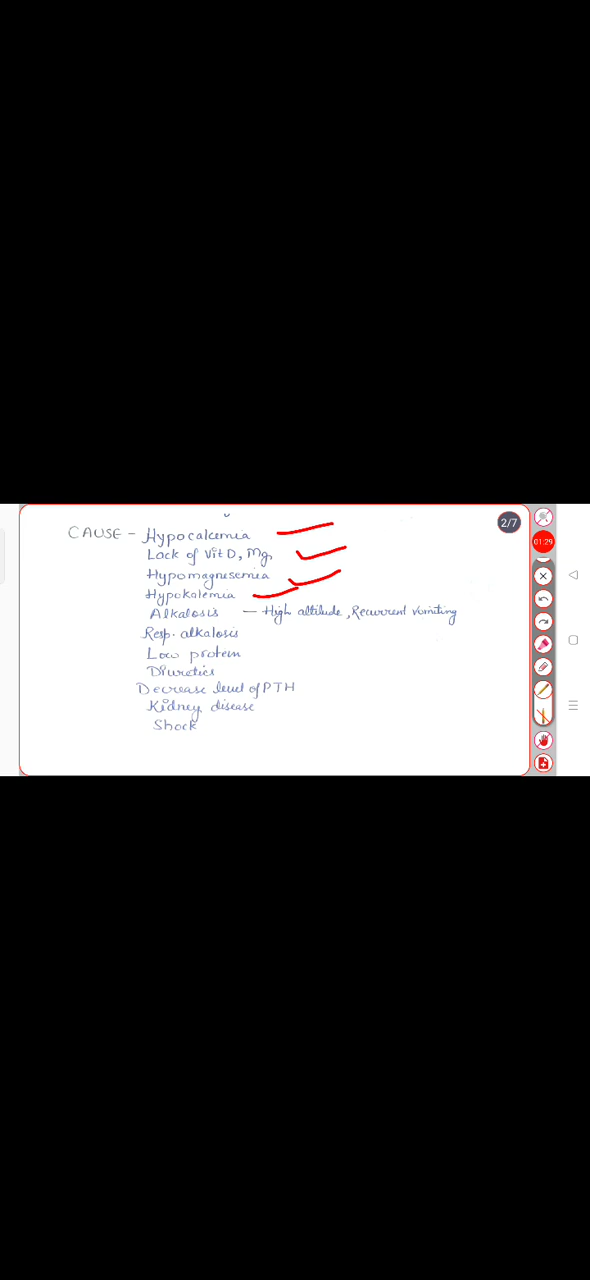 2/7
01:29
CAUSE - Hypocalcemia
Lack of Vit D, Mg,
Hypomagnesemia
Hypokalemia
Alkalosis — High altitude, Recurrent vomiting
Resp. alkalosis
Low protein
Diuretics
Decrease level of PTH
Kidney disease
Shock